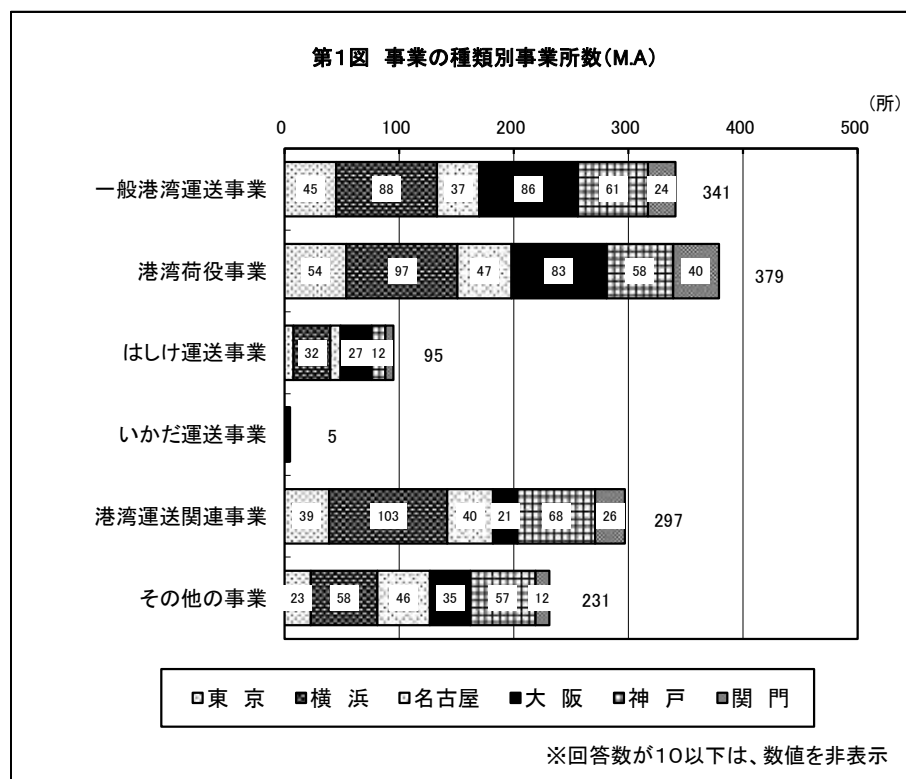 第1図 事業の種類別事業所数(M.A)
(所)
0 100 200 300 400 500
一般港湾運送事業 45 88 37 86 61 24 341
港湾荷役事業 54 97 47 83 58 40 379
はしけ運送事業 32 27 12 95
いかだ運送事業 5
港湾運送関連事業 39 103 40 21 68 26 297
その他の事業 23 58 46 35 57 12 231
東 京 横 浜 名古屋 大 阪 神 戸 関 門
※回答数が10以下は、数値を非表示